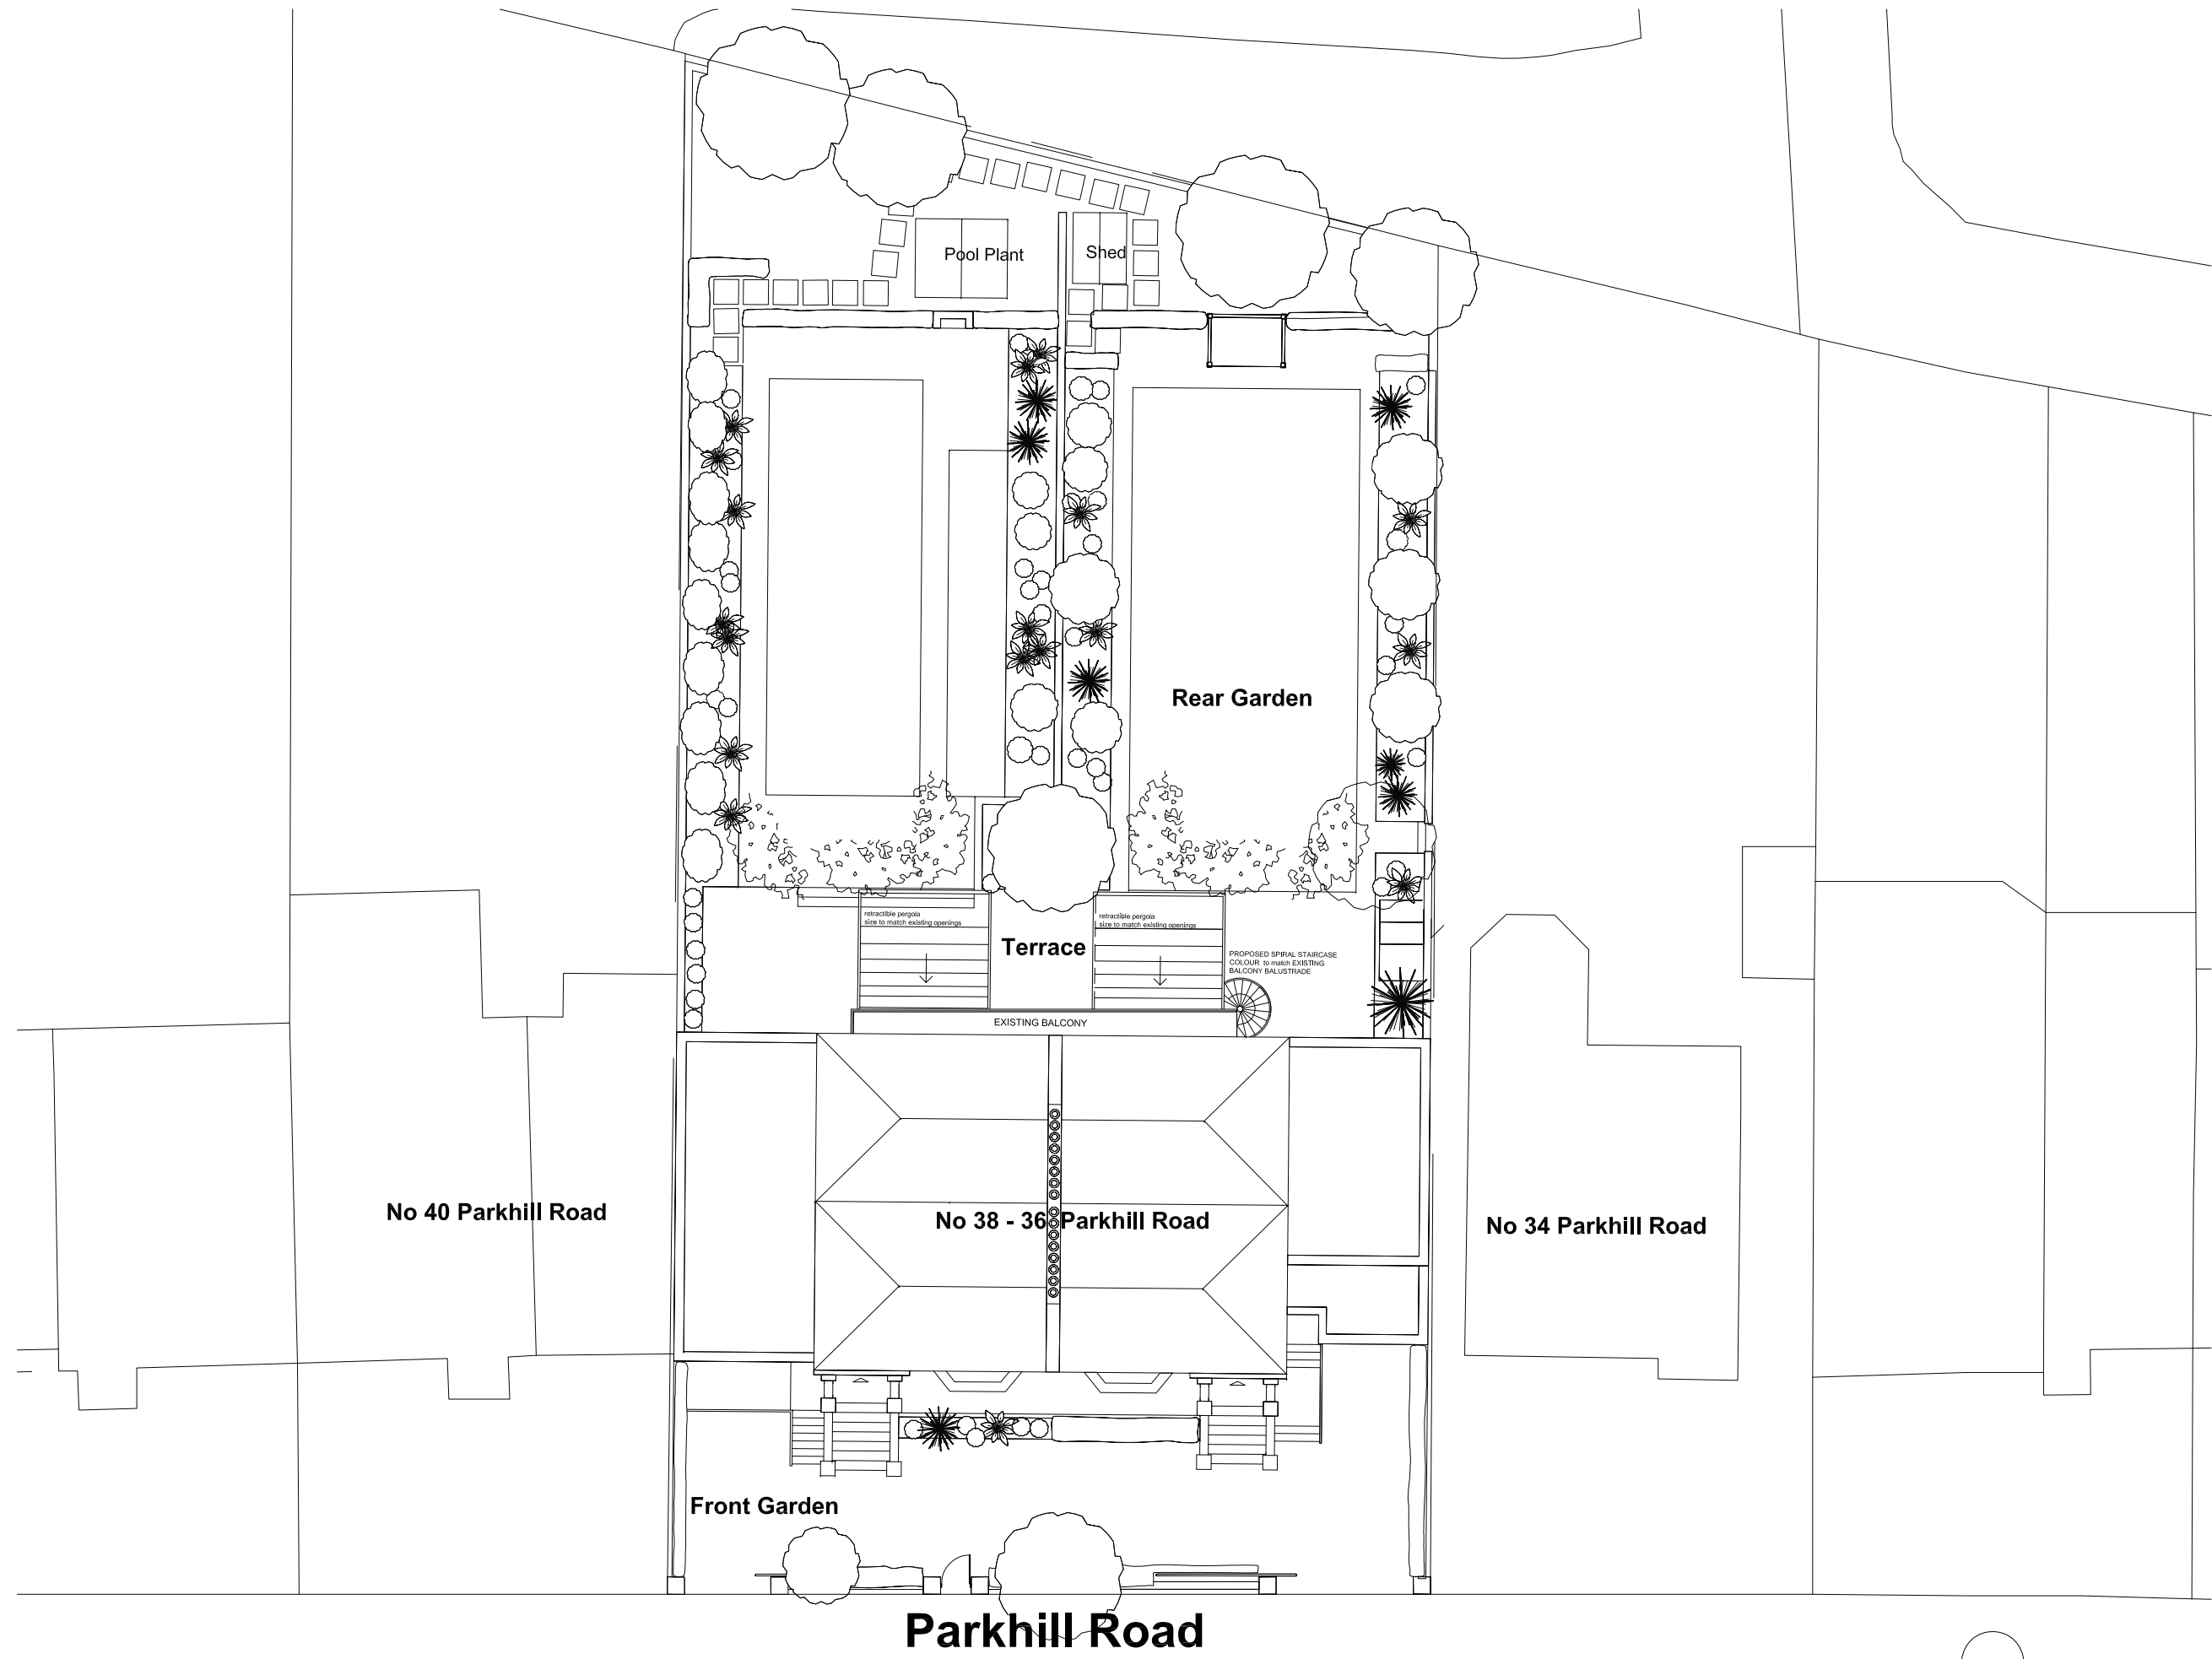 Pool Plant
Shed
Rear Garden
retractible pergola
size to match existing openings
retractible pergola
size to match existing openings
Terrace
PROPOSED SPIRAL STAIRCASE
COLOUR to match EXISTING
BALCONY BALUSTRADE
EXISTING BALCONY
No 40 Parkhill Road
No 38 - 36 Parkhill Road
No 34 Parkhill Road
Front Garden
Parkhill Road